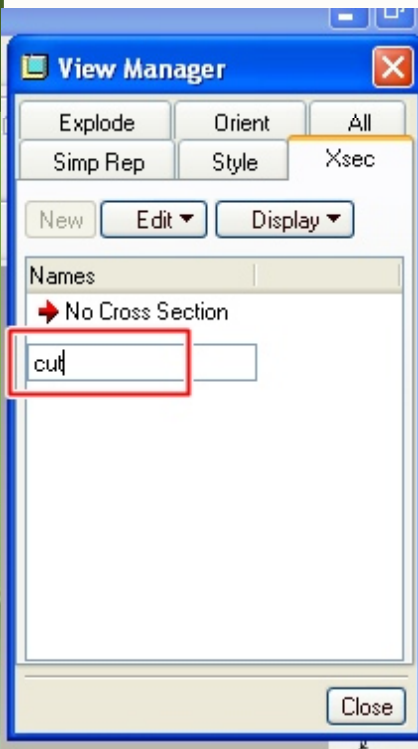 View Manager
Explode Orient All
Simp Rep Style Xsec
New Edit Display
Names
No Cross Section
cut
Close